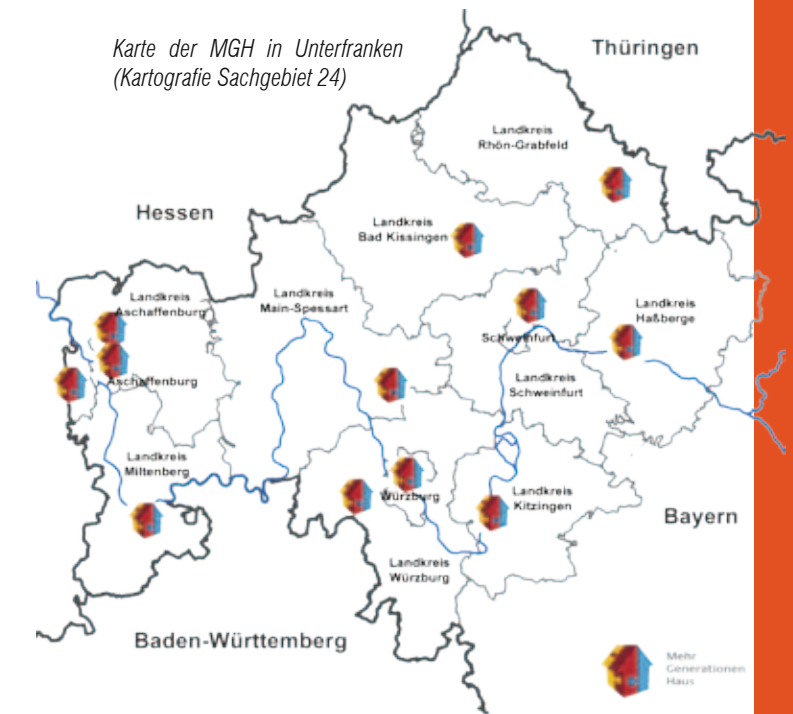 Karte der MGH in Unterfranken
(Kartografie Sachgebiet 24)
Thüringen
Landkreis
Rhön-Grabfeld
Hessen
Landkreis
Bad Kissingen
Landkreis
Aschaffenburg
Landkreis
Main-Spessart
Landkreis
Haßberge
Schweinfurt
Aschaffenburg
Landkreis
Schweinfurt
Landkreis
Miltenberg
Würzburg
Landkreis
Kitzingen
Bayern
Landkreis
Würzburg
Baden-Württemberg
Mehr
Generationen
Haus